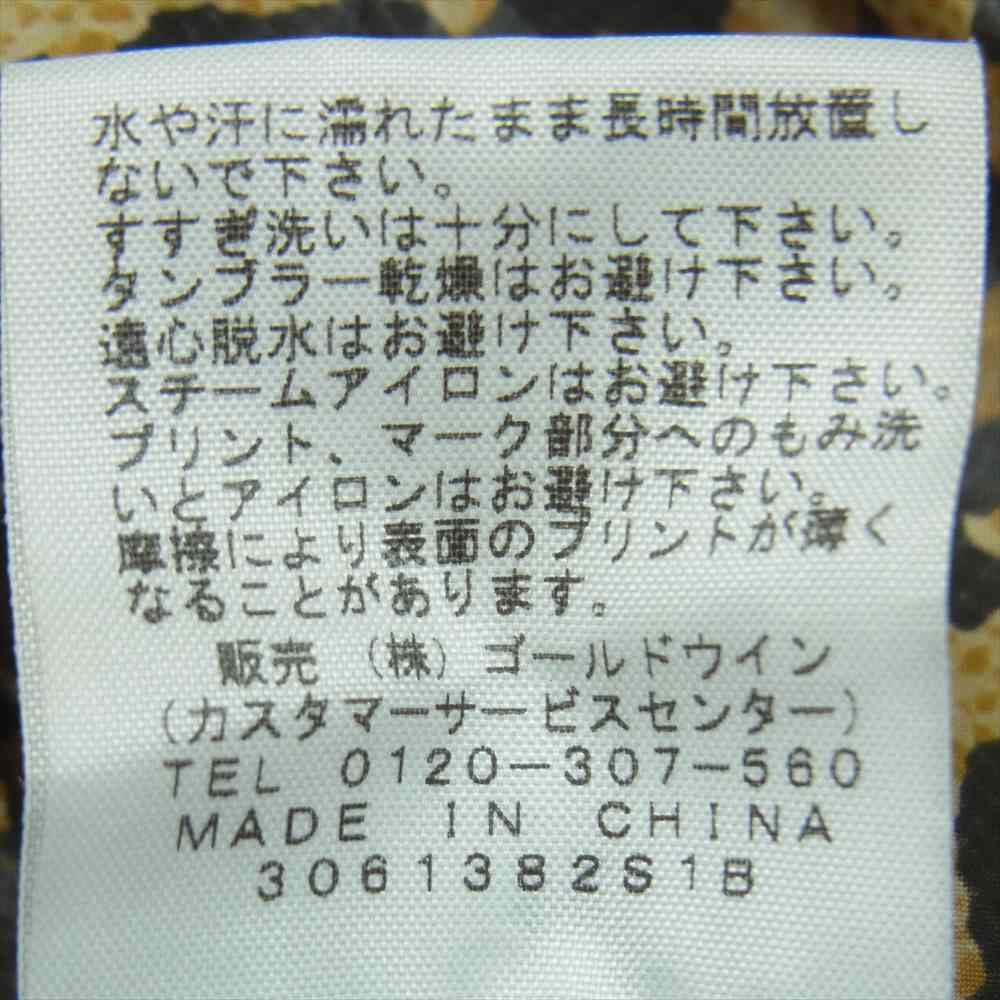 水や汗に濡れたまま長時間放置し
ないで下さい。
すすぎ洗いは十分にして下さい。
タンブラー乾燥はお避け下さい。
遠心脱水はお避け下さい。
スチームアイロンはお避け下さい。
プリント、マーク部分へのもみ洗
いとアイロンはお避け下さい。
摩擦により表面のプリントが薄く
なることがあります。
販売 (株) ゴールドウイン
(カスタマーサービスセンター)
TEL 0120-307-560
MADE IN CHINA
3061382S1B